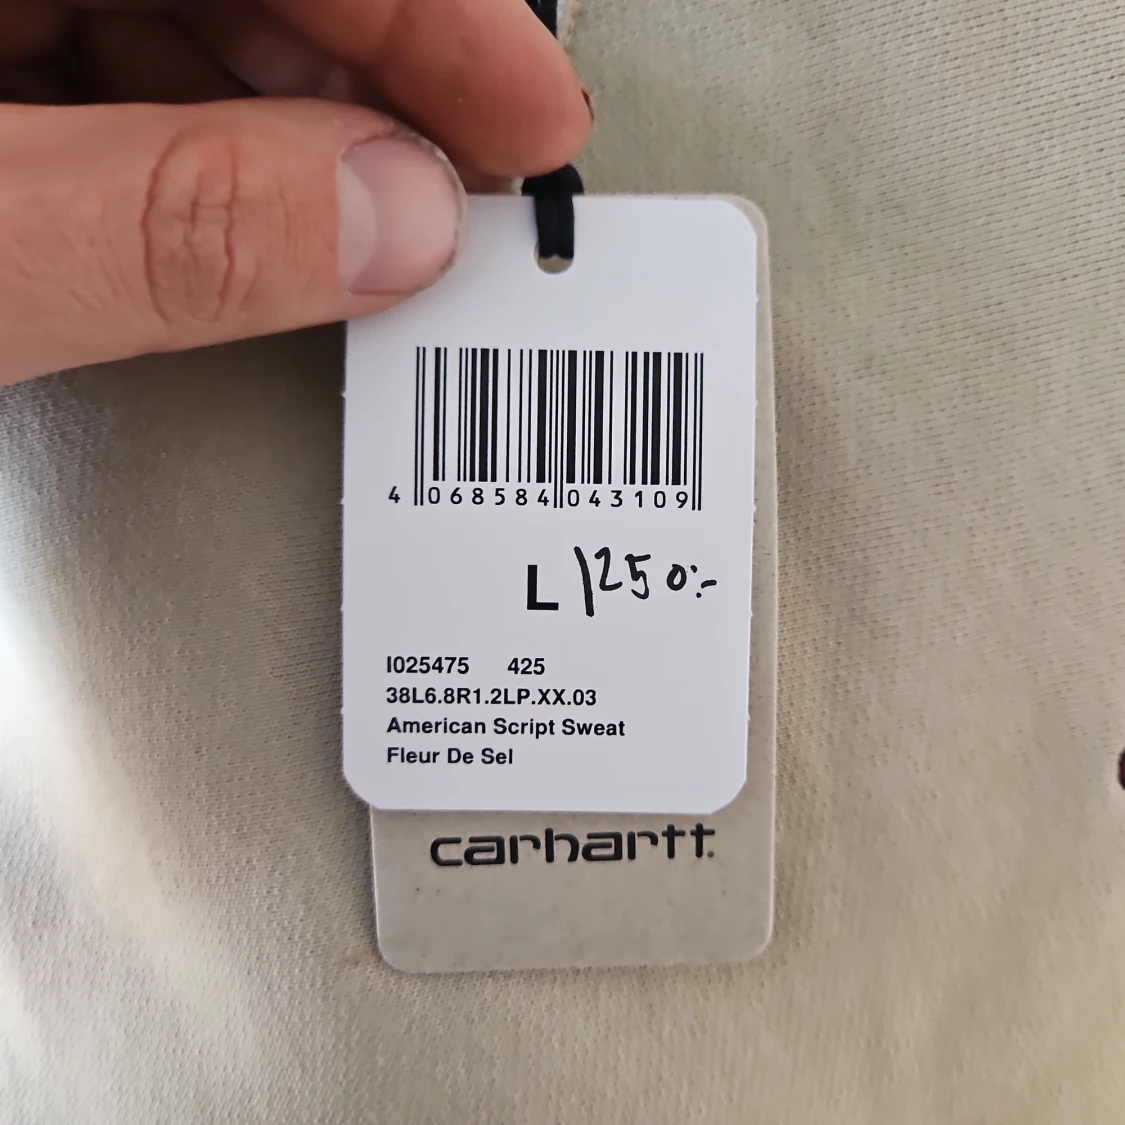 4 068584 043109
L 1250:-
I025475 425
38L6.8R1.2LP.XX.03
American Script Sweat
Fleur De Sel
carhartt.